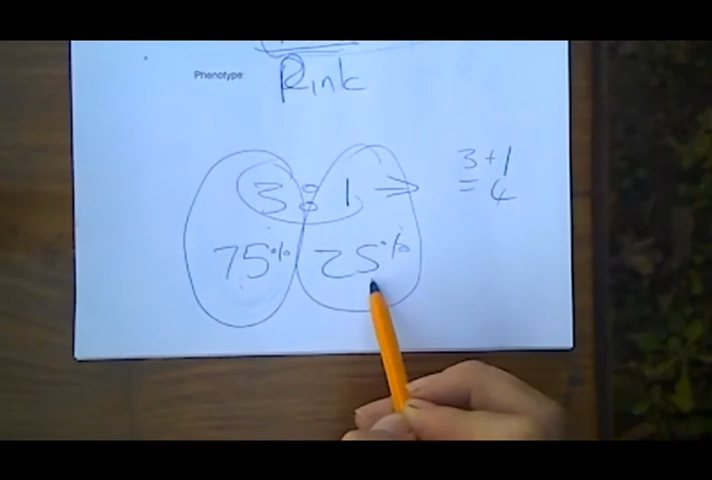 Phenotype:
Pink
3 : 1 ⇒
3 + 1
= 4
75% 25%